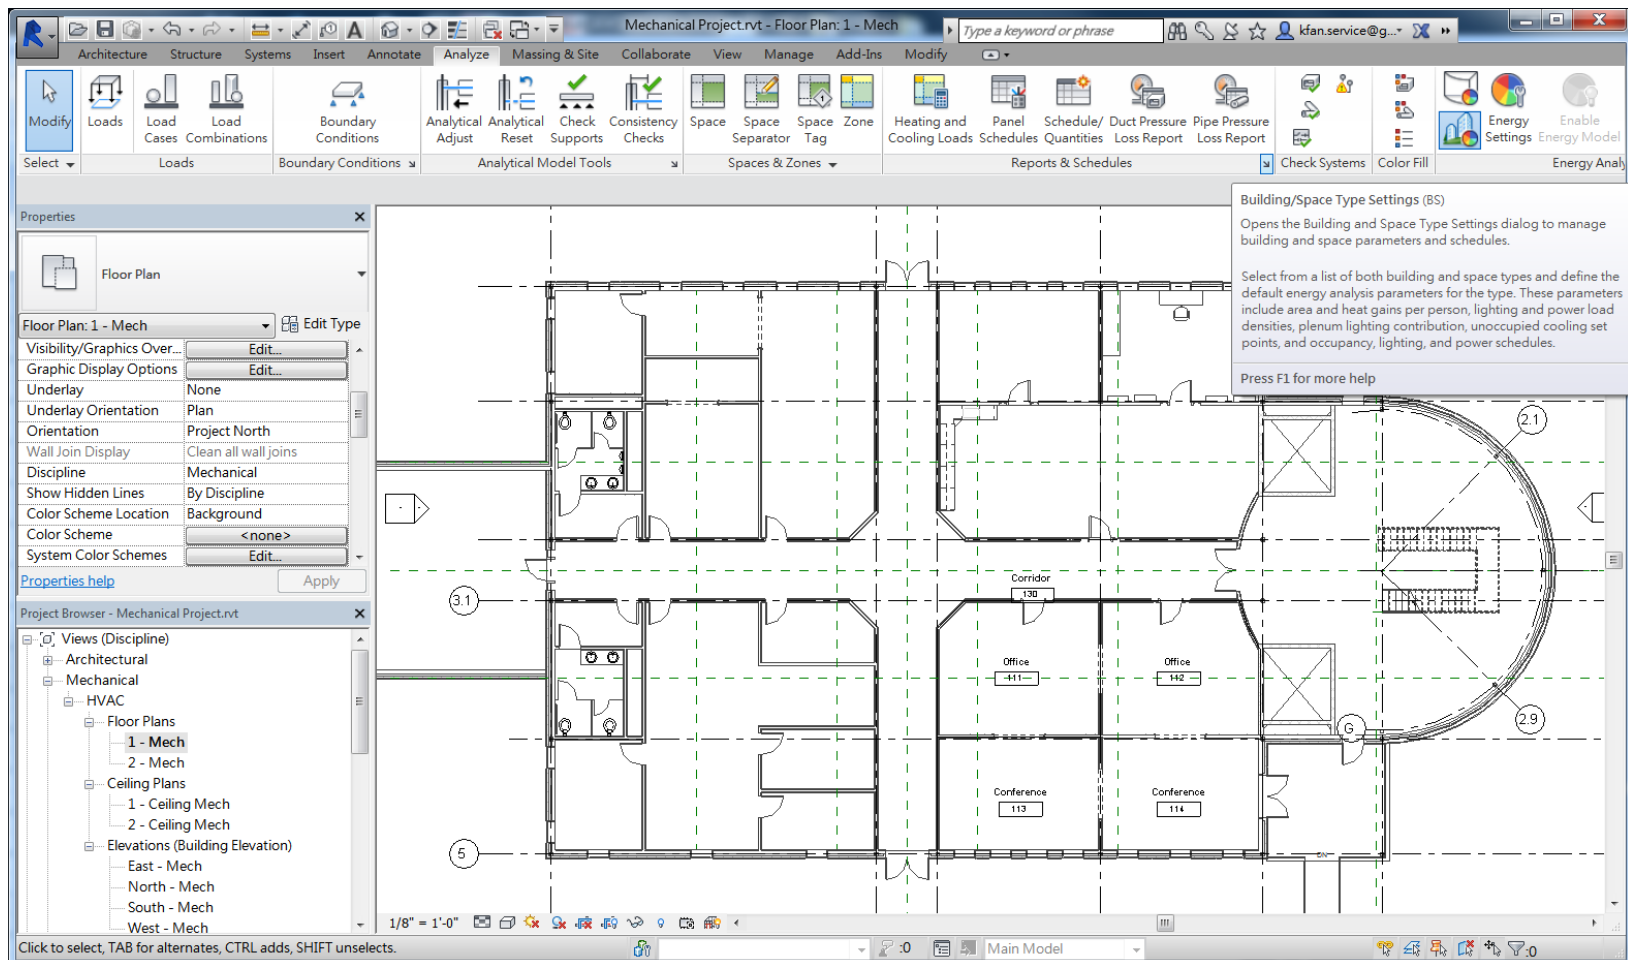 Mechanical Project.rvt - Floor Plan: 1 - Mech
Type a keyword or phrase
kfan.service@g...
Architecture Structure Systems Insert Annotate Analyze Massing & Site Collaborate View Manage Add-Ins Modify
Modify
Loads
Load Cases
Load Combinations
Boundary Conditions
Analytical Adjust
Analytical Reset
Check Supports
Consistency Checks
Space
Space Separator
Space Tag
Zone
Heating and Cooling Loads
Panel Schedules
Schedule/ Quantities
Duct Pressure Loss Report
Pipe Pressure Loss Report
Energy Settings
Enable Energy Model
Select
Loads
Boundary Conditions
Analytical Model Tools
Spaces & Zones
Reports & Schedules
Check Systems
Color Fill
Energy Analy
Building/Space Type Settings (BS)
Opens the Building and Space Type Settings dialog to manage
building and space parameters and schedules.
Select from a list of both building and space types and define the
default energy analysis parameters for the type. These parameters
include area and heat gains per person, lighting and power load
densities, plenum lighting contribution, unoccupied cooling set
points, and occupancy, lighting, and power schedules.
Press F1 for more help
Properties
Floor Plan
Floor Plan: 1 - Mech
Edit Type
Visibility/Graphics Over... Edit...
Graphic Display Options Edit...
Underlay None
Underlay Orientation Plan
Orientation Project North
Wall Join Display Clean all wall joins
Discipline Mechanical
Show Hidden Lines By Discipline
Color Scheme Location Background
Color Scheme <none>
System Color Schemes Edit...
Properties help
Apply
Project Browser - Mechanical Project.rvt
Views (Discipline)
Architectural
Mechanical
HVAC
Floor Plans
1 - Mech
2 - Mech
Ceiling Plans
1 - Ceiling Mech
2 - Ceiling Mech
Elevations (Building Elevation)
East - Mech
North - Mech
South - Mech
West - Mech
2.1
3.1
Corridor
130
Office
111
Office
112
2.9
G
Conference
113
Conference
114
5
DN
1/8" = 1'-0"
Click to select, TAB for alternates, CTRL adds, SHIFT unselects.
:0
Main Model
:0